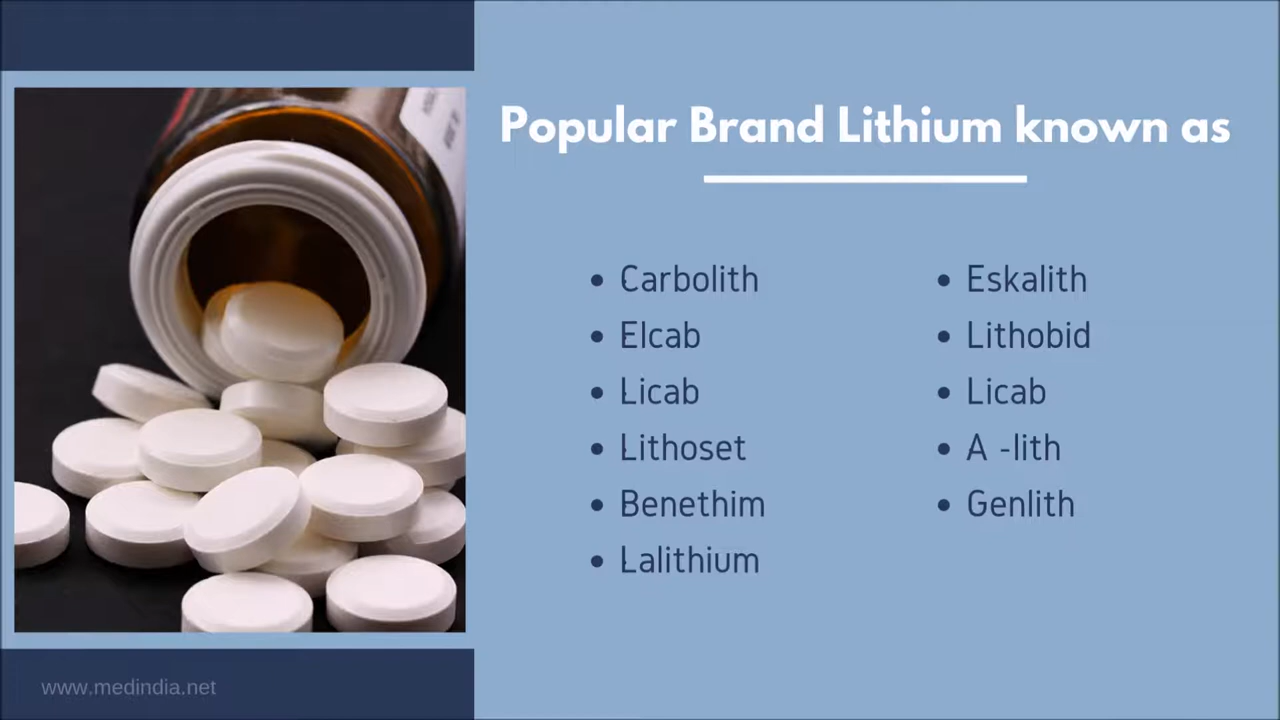 Popular Brand Lithium known as
• Carbolith
• Elcab
• Licab
• Lithoset
• Benethim
• Lalithium
• Eskalith
• Lithobid
• Licab
• A -lith
• Genlith
www.medindia.net